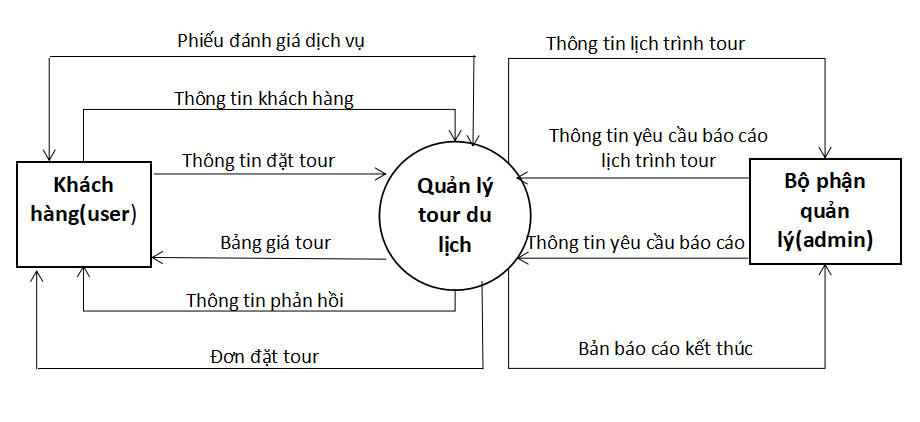 Phiếu đánh giá dịch vụ
Thông tin lịch trình tour
Thông tin khách hàng
Thông tin yêu cầu báo cáo
lịch trình tour
Thông tin đặt tour
Khách
hàng(user)
Quản lý
tour du
lịch
Bộ phận
quản
lý(admin)
Bảng giá tour
Thông tin yêu cầu báo cáo
Thông tin phản hồi
Đơn đặt tour
Bản báo cáo kết thúc